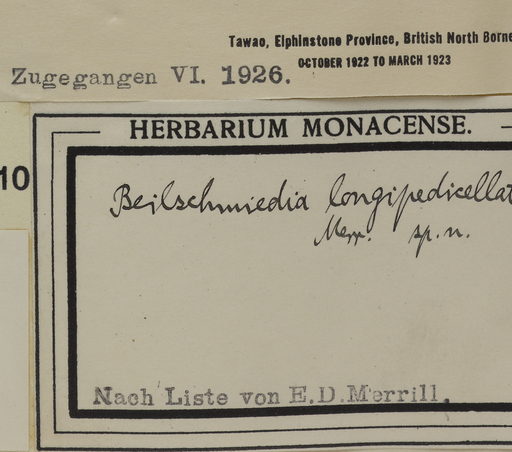 Tawao, Elphinstone Province, British North Borne
OCTOBER 1922 TO MARCH 1923
Zugegangen VI. 1926.
HERBARIUM MONACENSE.
10
Beilschmiedia longipedicellat
Merr. sp. n.
Nach Liste von E.D.Merrill.